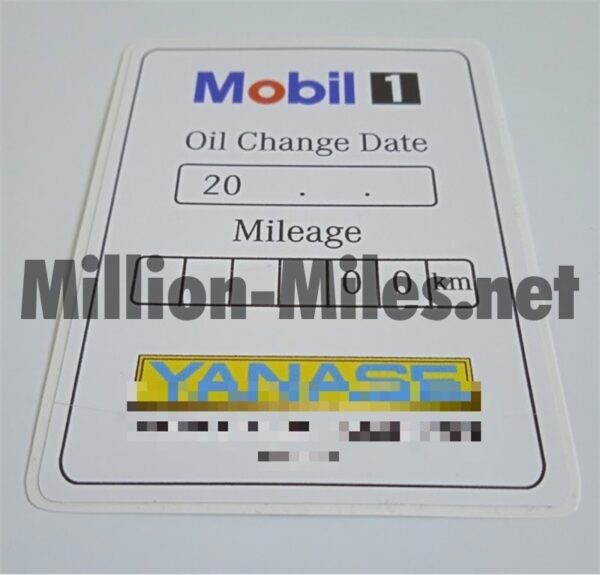 Mobil 1
Oil Change Date
20 . .
Mileage
0 0 km
Million-Miles.net
YANASE